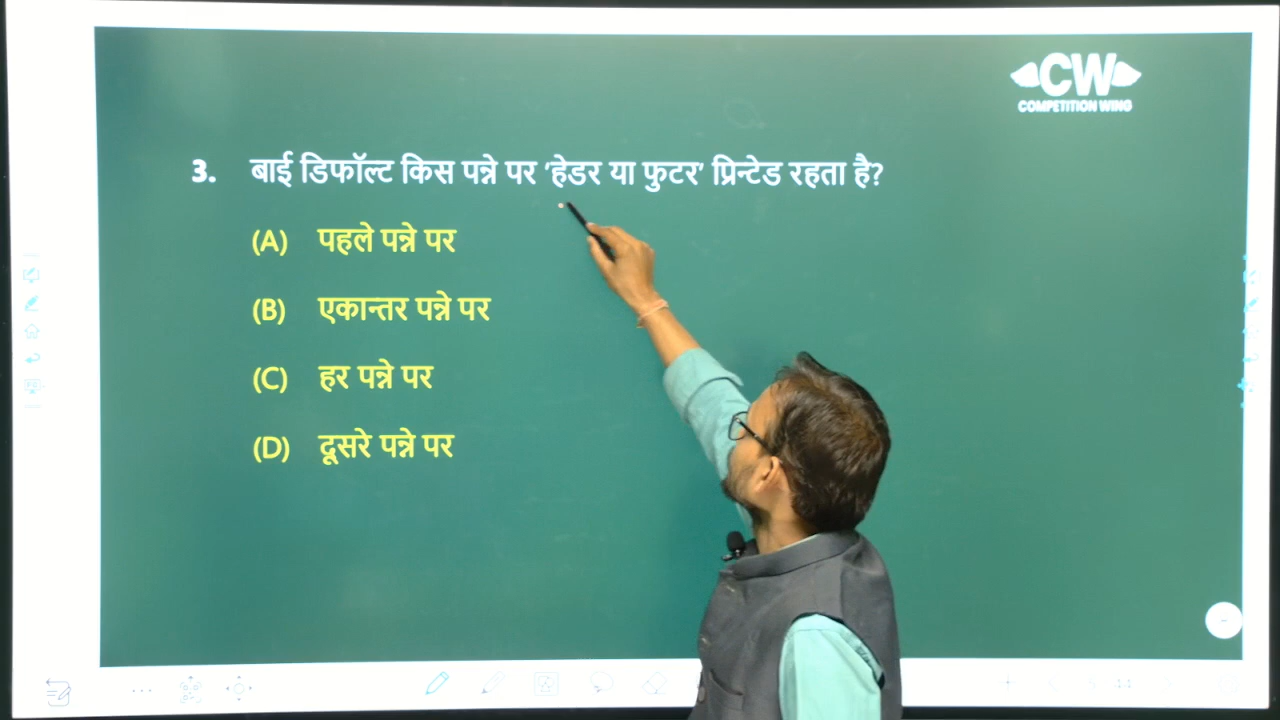 CW
COMPETITION WING
3. बाई डिफॉल्ट किस पन्ने पर ‘हेडर या फुटर’ प्रिन्टेड रहता है?
(A) पहले पन्ने पर
(B) एकान्तर पन्ने पर
(C) हर पन्ने पर
(D) दूसरे पन्ने पर